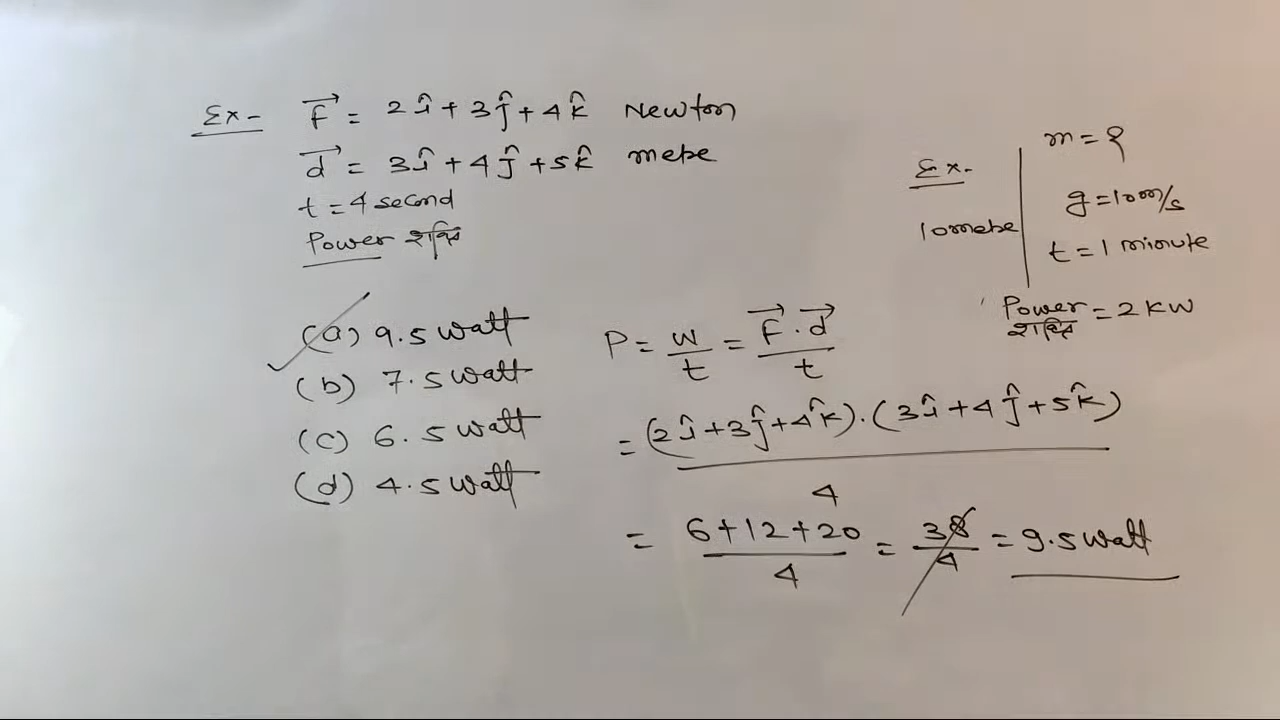 Ex- F⃗ = 2î + 3ĵ + 4k̂ Newton
d⃗ = 3î + 4ĵ + 5k̂ mete
t = 4 second
Power शक्ति
(a) 9.5 watt
(b) 7.5 watt
(c) 6.5 watt
(d) 4.5 watt
P = W/t = F⃗.d⃗/t
= (2î + 3ĵ + 4k̂).(3î + 4ĵ + 5k̂)/4
= 6+12+20/4 = 38/4 = 9.5 watt
Ex-
10 mete
m = ?
g = 10 m/s
t = 1 minute
Power = 2 KW
शक्ति